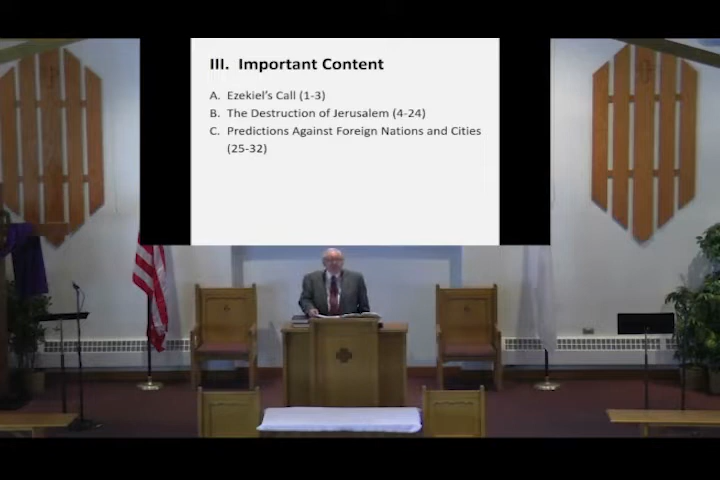 III. Important Content
A. Ezekiel's Call (1-3)
B. The Destruction of Jerusalem (4-24)
C. Predictions Against Foreign Nations and Cities
(25-32)